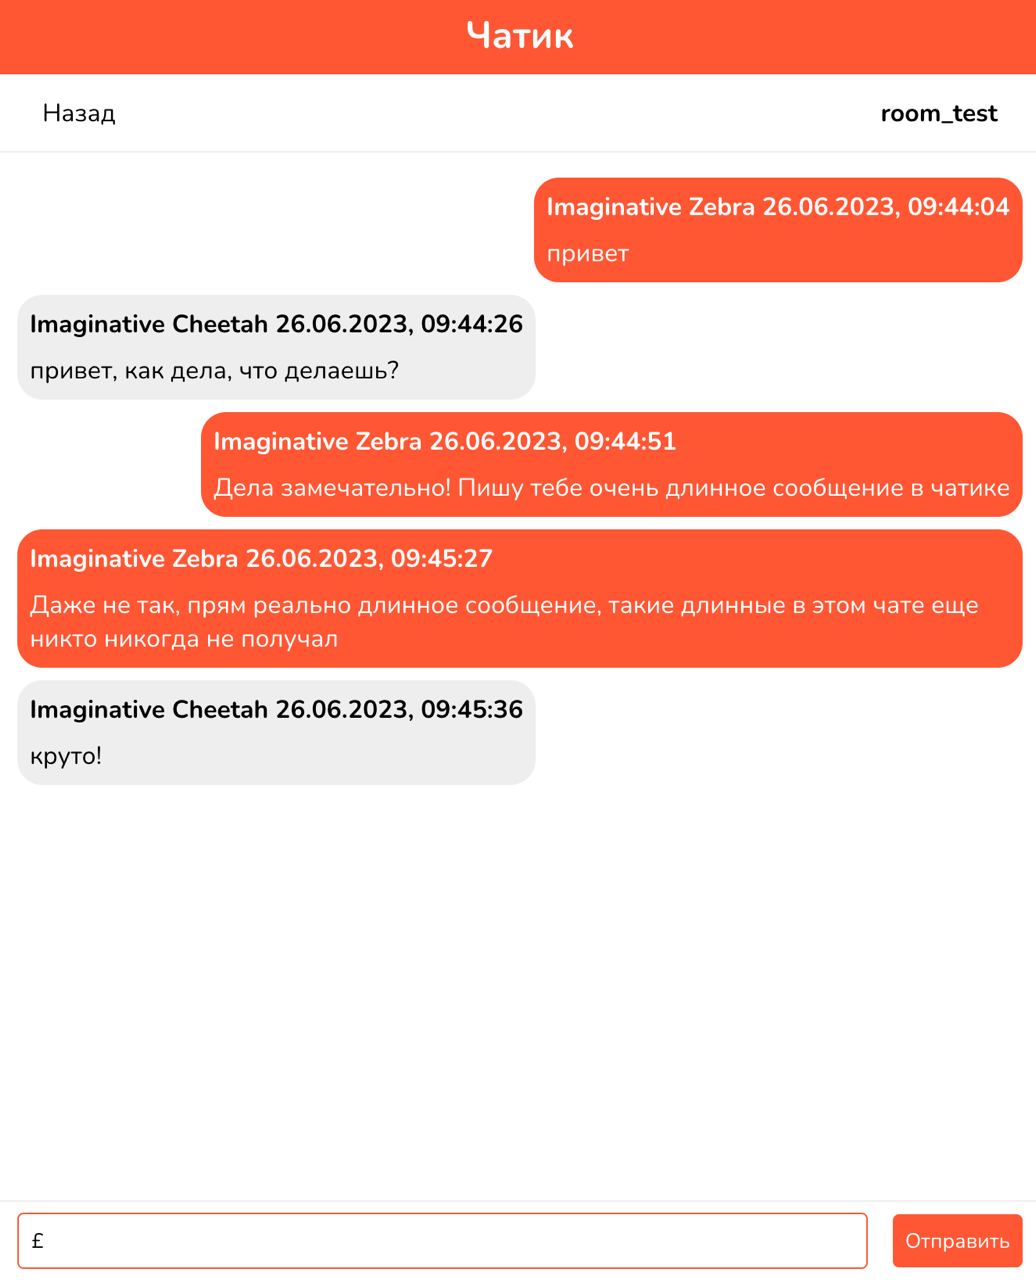 Чатик
Назад
room_test
Imaginative Zebra 26.06.2023, 09:44:04
привет
Imaginative Cheetah 26.06.2023, 09:44:26
привет, как дела, что делаешь?
Imaginative Zebra 26.06.2023, 09:44:51
Дела замечательно! Пишу тебе очень длинное сообщение в чатике
Imaginative Zebra 26.06.2023, 09:45:27
Даже не так, прям реально длинное сообщение, такие длинные в этом чате еще
никто никогда не получал
Imaginative Cheetah 26.06.2023, 09:45:36
круто!
£
Отправить